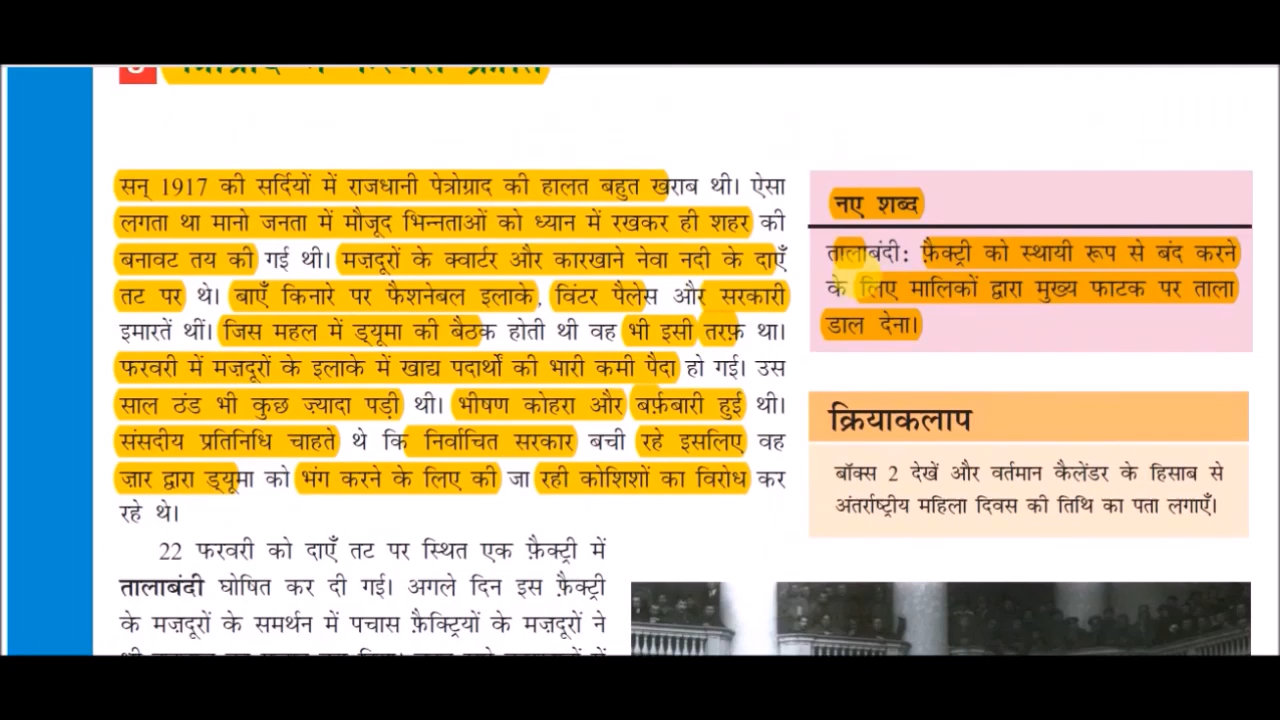 सन् 1917 की सर्दियों में राजधानी पेत्रोग्राद की हालत बहुत खराब थी। ऐसा
लगता था मानो जनता में मौजूद भिन्नताओं को ध्यान में रखकर ही शहर की
बनावट तय की गई थी। मज़दूरों के क्वार्टर और कारखाने नेवा नदी के दाएँ
तट पर थे। बाएँ किनारे पर फैशनेबल इलाके, विंटर पैलेस और सरकारी
इमारतें थीं। जिस महल में ड्यूमा की बैठक होती थी वह भी इसी तरफ़ था।
फरवरी में मज़दूरों के इलाके में खाद्य पदार्थों की भारी कमी पैदा हो गई। उस
साल ठंड भी कुछ ज़्यादा पड़ी थी। भीषण कोहरा और बर्फ़बारी हुई थी।
संसदीय प्रतिनिधि चाहते थे कि निर्वाचित सरकार बची रहे इसलिए वह
ज़ार द्वारा ड्यूमा को भंग करने के लिए की जा रही कोशिशों का विरोध कर
रहे थे।
22 फरवरी को दाएँ तट पर स्थित एक फ़ैक्ट्री में
तालाबंदी घोषित कर दी गई। अगले दिन इस फ़ैक्ट्री
के मज़दूरों के समर्थन में पचास फ़ैक्ट्रियों के मज़दूरों ने
नए शब्द
तालाबंदी: फ़ैक्ट्री को स्थायी रूप से बंद करने
के लिए मालिकों द्वारा मुख्य फाटक पर ताला
डाल देना।
क्रियाकलाप
बॉक्स 2 देखें और वर्तमान कैलेंडर के हिसाब से
अंतर्राष्ट्रीय महिला दिवस की तिथि का पता लगाएँ।